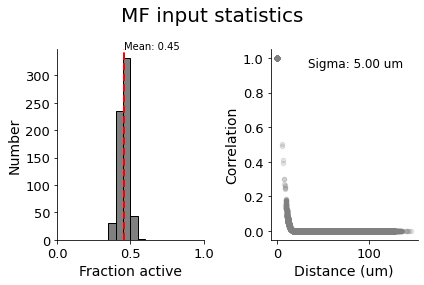 MF input statistics
Mean: 0.45
Number
300
250
200
150
100
50
0
0.0 0.5 1.0
Fraction active
Sigma: 5.00 um
Correlation
1.0
0.8
0.6
0.4
0.2
0.0
0 100
Distance (um)